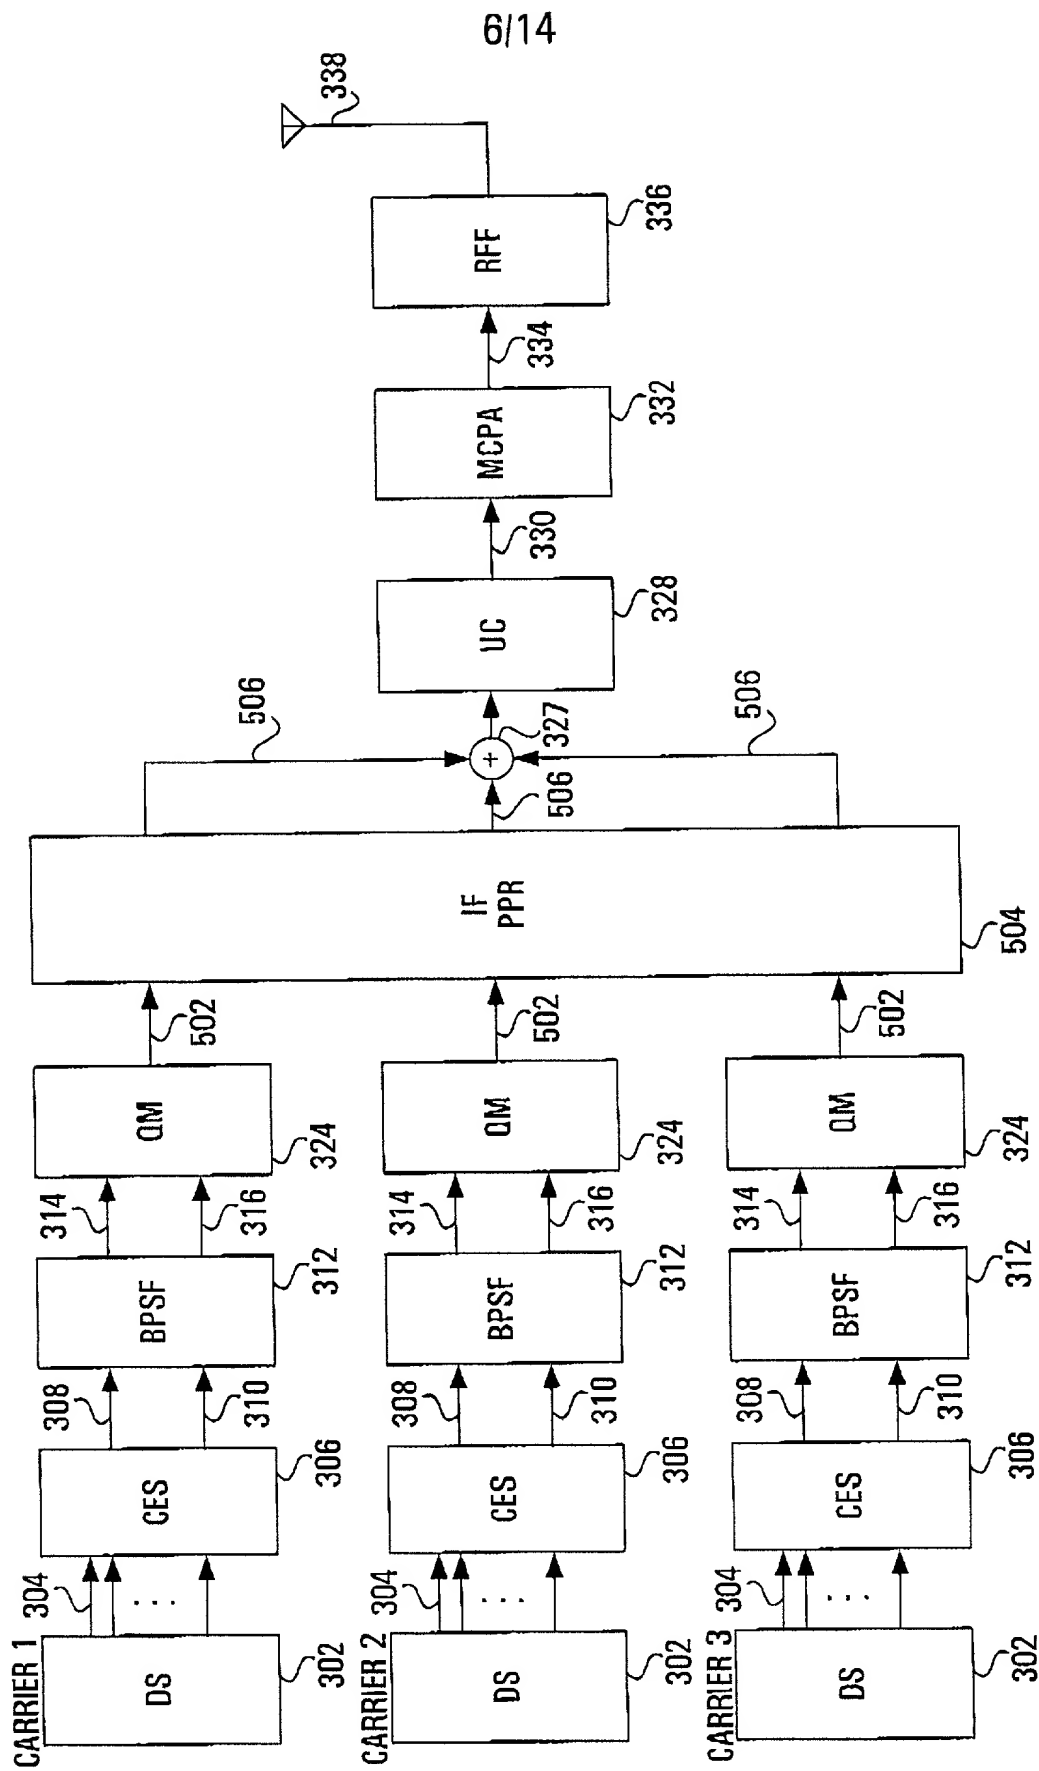 6/14
CARRIER 1
DS
302
304
CES
306
308
310
BPSF
312
314
316
QM
324
502
CARRIER 2
DS
302
304
CES
306
308
310
BPSF
312
314
316
QM
324
502
CARRIER 3
DS
302
304
CES
306
308
310
BPSF
312
314
316
QM
324
502
IF
PPR
504
506
506
506
+
327
UC
328
330
MCPA
332
334
RFF
336
338